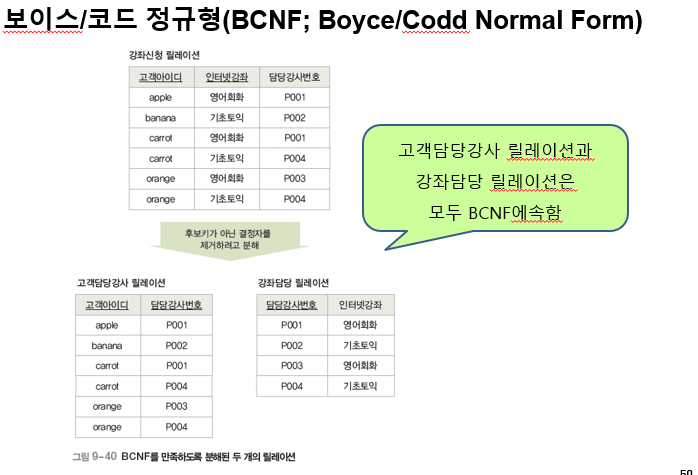 보이스/코드 정규형(BCNF; Boyce/Codd Normal Form)
강좌신청 릴레이션
고객아이디 인터넷강좌 담당강사번호
apple 영어회화 P001
banana 기초토익 P002
carrot 영어회화 P001
carrot 기초토익 P004
orange 영어회화 P003
orange 기초토익 P004
고객담당강사 릴레이션과
강좌담당 릴레이션은
모두 BCNF에속함
후보키가 아닌 결정자를
제거하려고 분해
고객담당강사 릴레이션
고객아이디 담당강사번호
apple P001
banana P002
carrot P001
carrot P004
orange P003
orange P004
강좌담당 릴레이션
담당강사번호 인터넷강좌
P001 영어회화
P002 기초토익
P003 영어회화
P004 기초토익
그림 9-40 BCNF를 만족하도록 분해된 두 개의 릴레이션